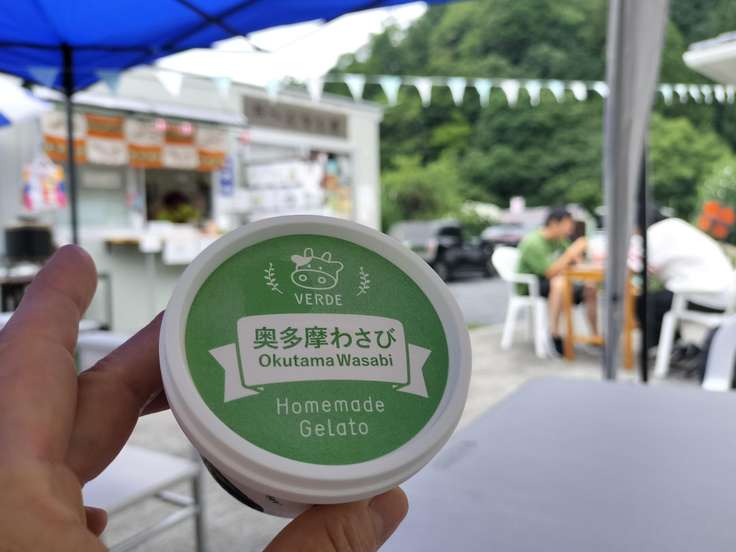 VERDE
奥多摩わさび
Okutama Wasabi
Homemade
Gelato